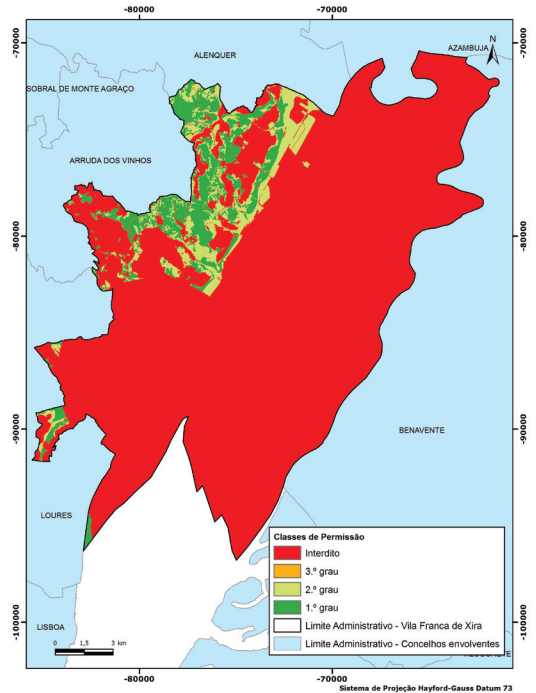 -80000
-70000
-70000
AZAMBUJA
N
ALENQUER
SOBRAL DE MONTE AGRAÇO
ARRUDA DOS VINHOS
-80000
-80000
-90000
-90000
BENAVENTE
LOURES
Classes de Permissão
Interdito
3.º grau
2.º grau
1.º grau
Limite Administrativo - Vila Franca de Xira
Limite Administrativo - Concelhos envolventes
-100000
-100000
LISBOA
0 1,5 3 km
-80000
-70000
Sistema de Projeção Hayford-Gauss Datum 73